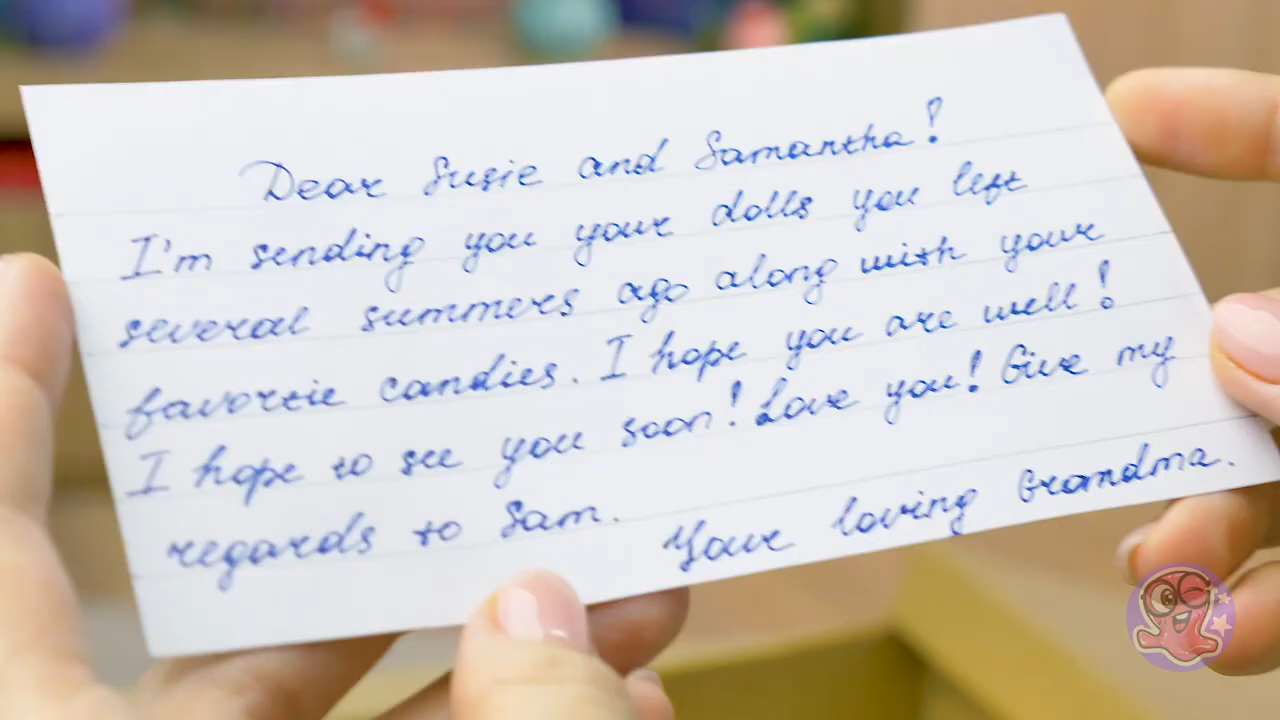 Dear Susie and Samantha!
I'm sending you your dolls you left
several summers ago along with your
favortie candies. I hope you are well!
I hope to see you soon! Love you! Give my
regards to Sam.
Your loving Grandma.